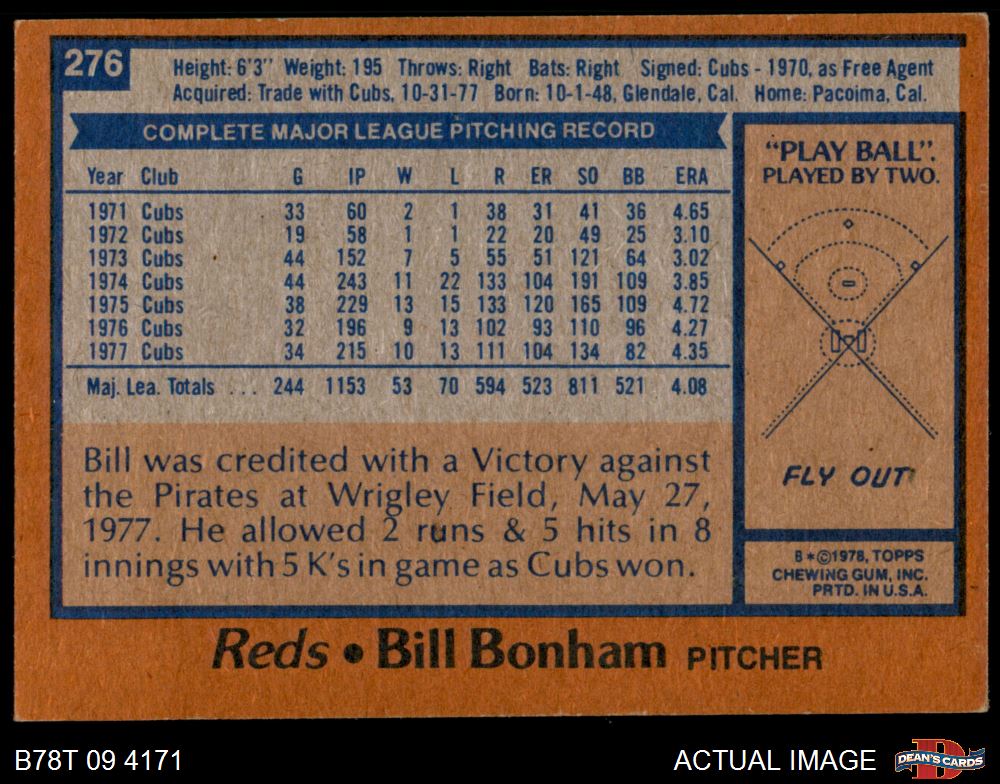 276
Height: 6'3" Weight: 195 Throws: Right Bats: Right Signed: Cubs - 1970, as Free Agent
Acquired: Trade with Cubs, 10-31-77 Born: 10-1-48, Glendale, Cal. Home: Pacoima, Cal.
COMPLETE MAJOR LEAGUE PITCHING RECORD
Year Club G IP W L R ER SO BB ERA
1971 Cubs 33 60 2 1 38 31 41 36 4.65
1972 Cubs 19 58 1 1 22 20 49 25 3.10
1973 Cubs 44 152 7 5 55 51 121 64 3.02
1974 Cubs 44 243 11 22 133 104 191 109 3.85
1975 Cubs 38 229 13 15 133 120 165 109 4.72
1976 Cubs 32 196 9 13 102 93 110 96 4.27
1977 Cubs 34 215 10 13 111 104 134 82 4.35
Maj. Lea. Totals ... 244 1153 53 70 594 523 811 521 4.08
Bill was credited with a Victory against
the Pirates at Wrigley Field, May 27,
1977. He allowed 2 runs & 5 hits in 8
innings with 5 K's in game as Cubs won.
"PLAY BALL".
PLAYED BY TWO.
FLY OUT
B*©1978, TOPPS
CHEWING GUM, INC.
PRTD. IN U.S.A.
Reds • Bill Bonham PITCHER
B78T 09 4171
ACTUAL IMAGE
D
DEAN'S CARDS